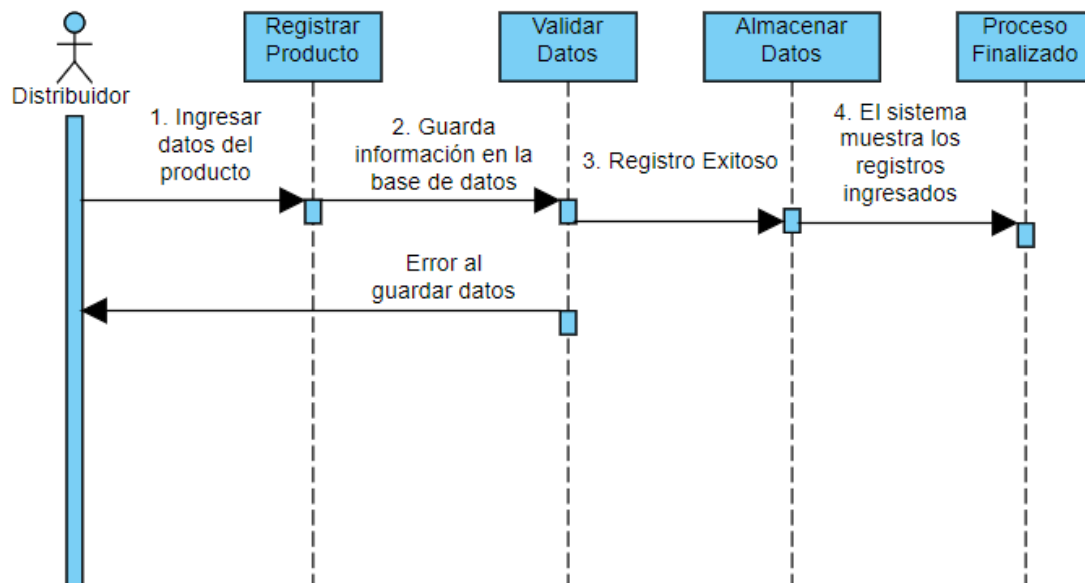 Registrar
Producto
Validar
Datos
Almacenar
Datos
Proceso
Finalizado
Distribuidor
1. Ingresar
datos del
producto
2. Guarda
información en la
base de datos
3. Registro Exitoso
4. El sistema
muestra los
registros
ingresados
Error al
guardar datos